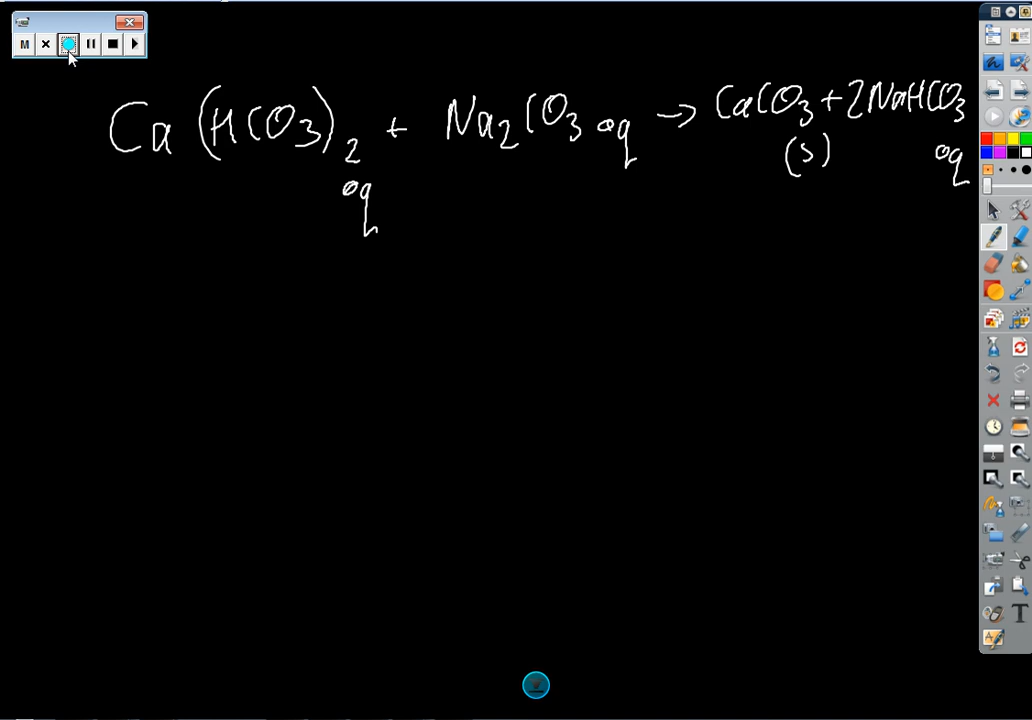 M
Ca(HCO3)2 + Na2CO3 aq → CaCO3 + 2NaHCO3
aq (s) aq
T